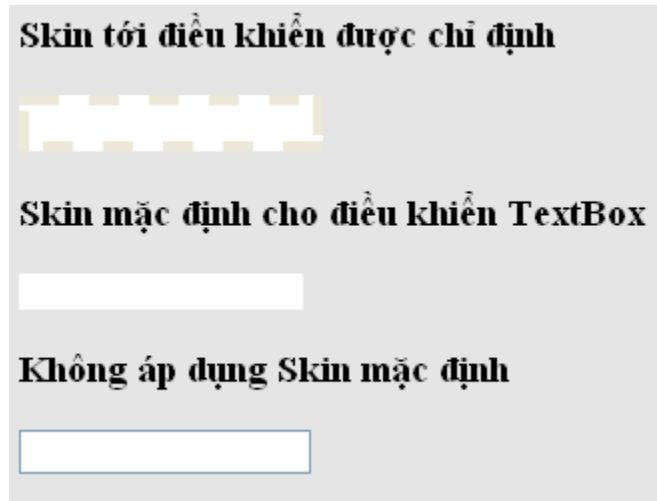 Skin tới điều khiển được chỉ định
Skin mặc định cho điều khiển TextBox
Không áp dụng Skin mặc định